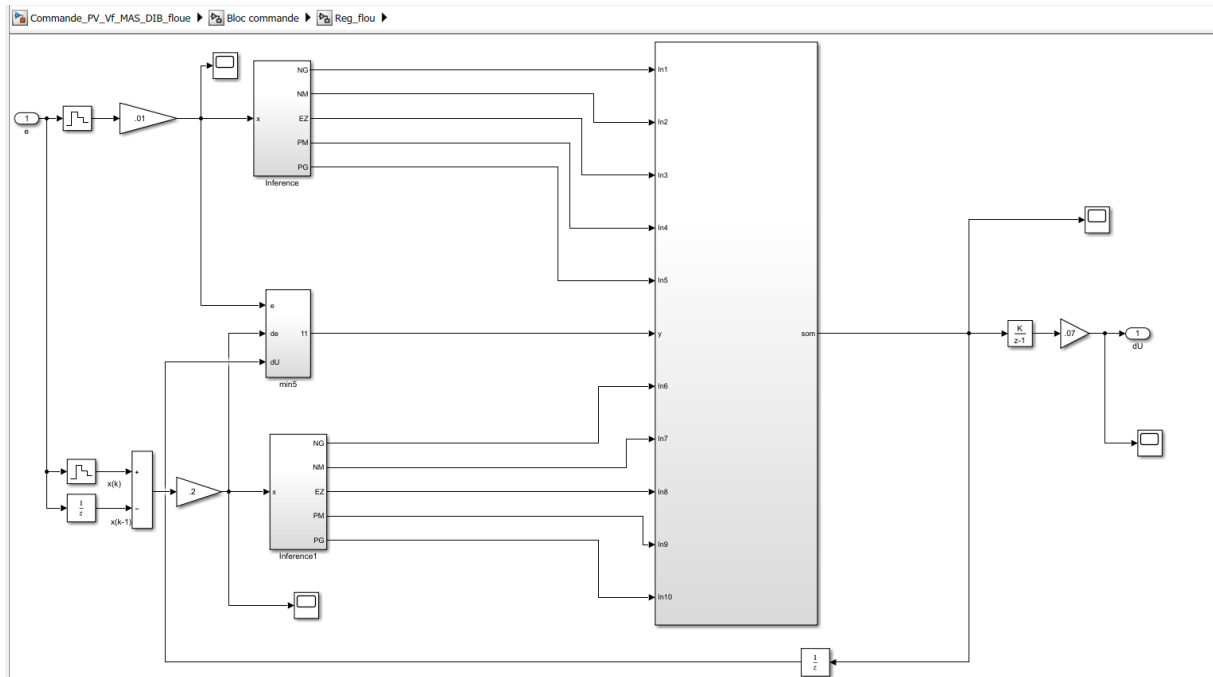 Commande_PV_Vf_MAS_DIB_floue Bloc commande Reg_flou
1
e
.01
x
NG
NM
EZ
PM
PG
Inference
In1
In2
In3
In4
In5
y
In6
In7
In8
In9
In10
som
e
de
dU
11
min5
x(k)
1
z
x(k-1)
+
−
.2
x
NG
NM
EZ
PM
PG
Inference1
K
z-1
.07
1
dU
1
z